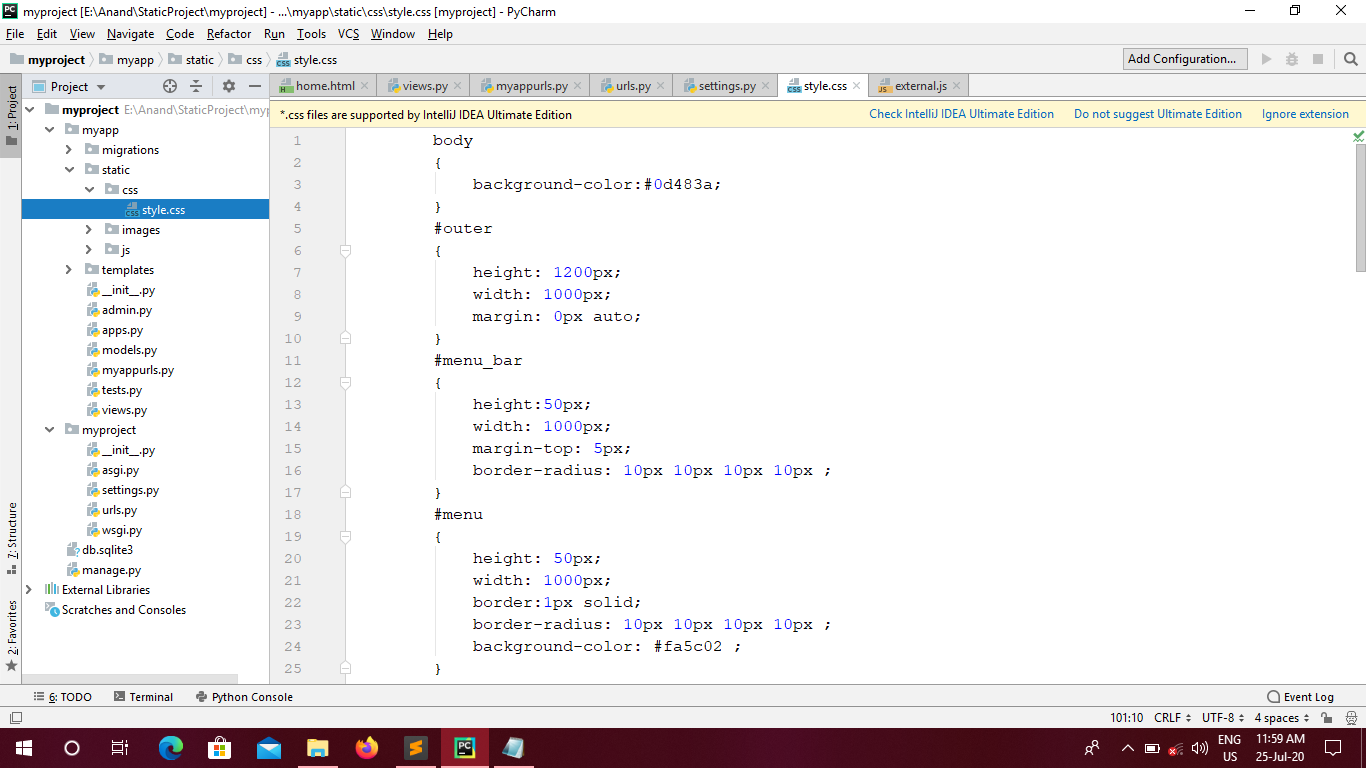 myproject [E:\Anand\StaticProject\myproject] - ...\myapp\static\css\style.css [myproject] - PyCharm
File Edit View Navigate Code Refactor Run Tools VCS Window Help
myproject myapp static css style.css Add Configuration...
Project home.html views.py myappurls.py urls.py settings.py style.css external.js
*.css files are supported by IntelliJ IDEA Ultimate Edition Check IntelliJ IDEA Ultimate Edition Do not suggest Ultimate Edition Ignore extension
1: Project
7: Structure
2: Favorites
myproject E:\Anand\StaticProject\my
myapp
migrations
static
css
style.css
images
js
templates
__init__.py
admin.py
apps.py
models.py
myappurls.py
tests.py
views.py
myproject
__init__.py
asgi.py
settings.py
urls.py
wsgi.py
db.sqlite3
manage.py
External Libraries
Scratches and Consoles
1 body
2 {
3 background-color:#0d483a;
4 }
5 #outer
6 {
7 height: 1200px;
8 width: 1000px;
9 margin: 0px auto;
10 }
11 #menu_bar
12 {
13 height:50px;
14 width: 1000px;
15 margin-top: 5px;
16 border-radius: 10px 10px 10px 10px ;
17 }
18 #menu
19 {
20 height: 50px;
21 width: 1000px;
22 border:1px solid;
23 border-radius: 10px 10px 10px 10px ;
24 background-color: #fa5c02 ;
25 }
6: TODO Terminal Python Console Event Log
101:10 CRLF UTF-8 4 spaces
ENG 11:59 AM
US 25-Jul-20